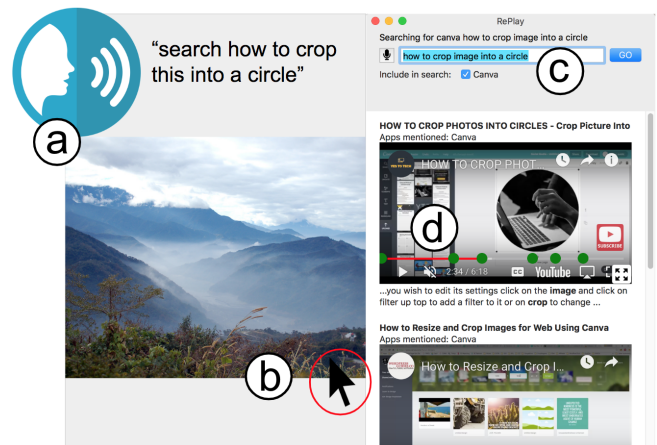 "search how to crop
this into a circle"
a
b
RePlay
Searching for canva how to crop image into a circle
how to crop image into a circle
GO
c
Include in search: Canva
HOW TO CROP PHOTOS INTO CIRCLES - Crop Picture Into
Apps mentioned: Canva
HOW TO CROP PHOT
SUBSCRIBE
d
2:34 / 6:18
CC
YouTube
...you wish to edit its settings click on the image and click on
filter up top to add a filter to it or on crop to change ...
How to Resize and Crop Images for Web Using Canva
Apps mentioned: Canva
How to Resize and Crop I...